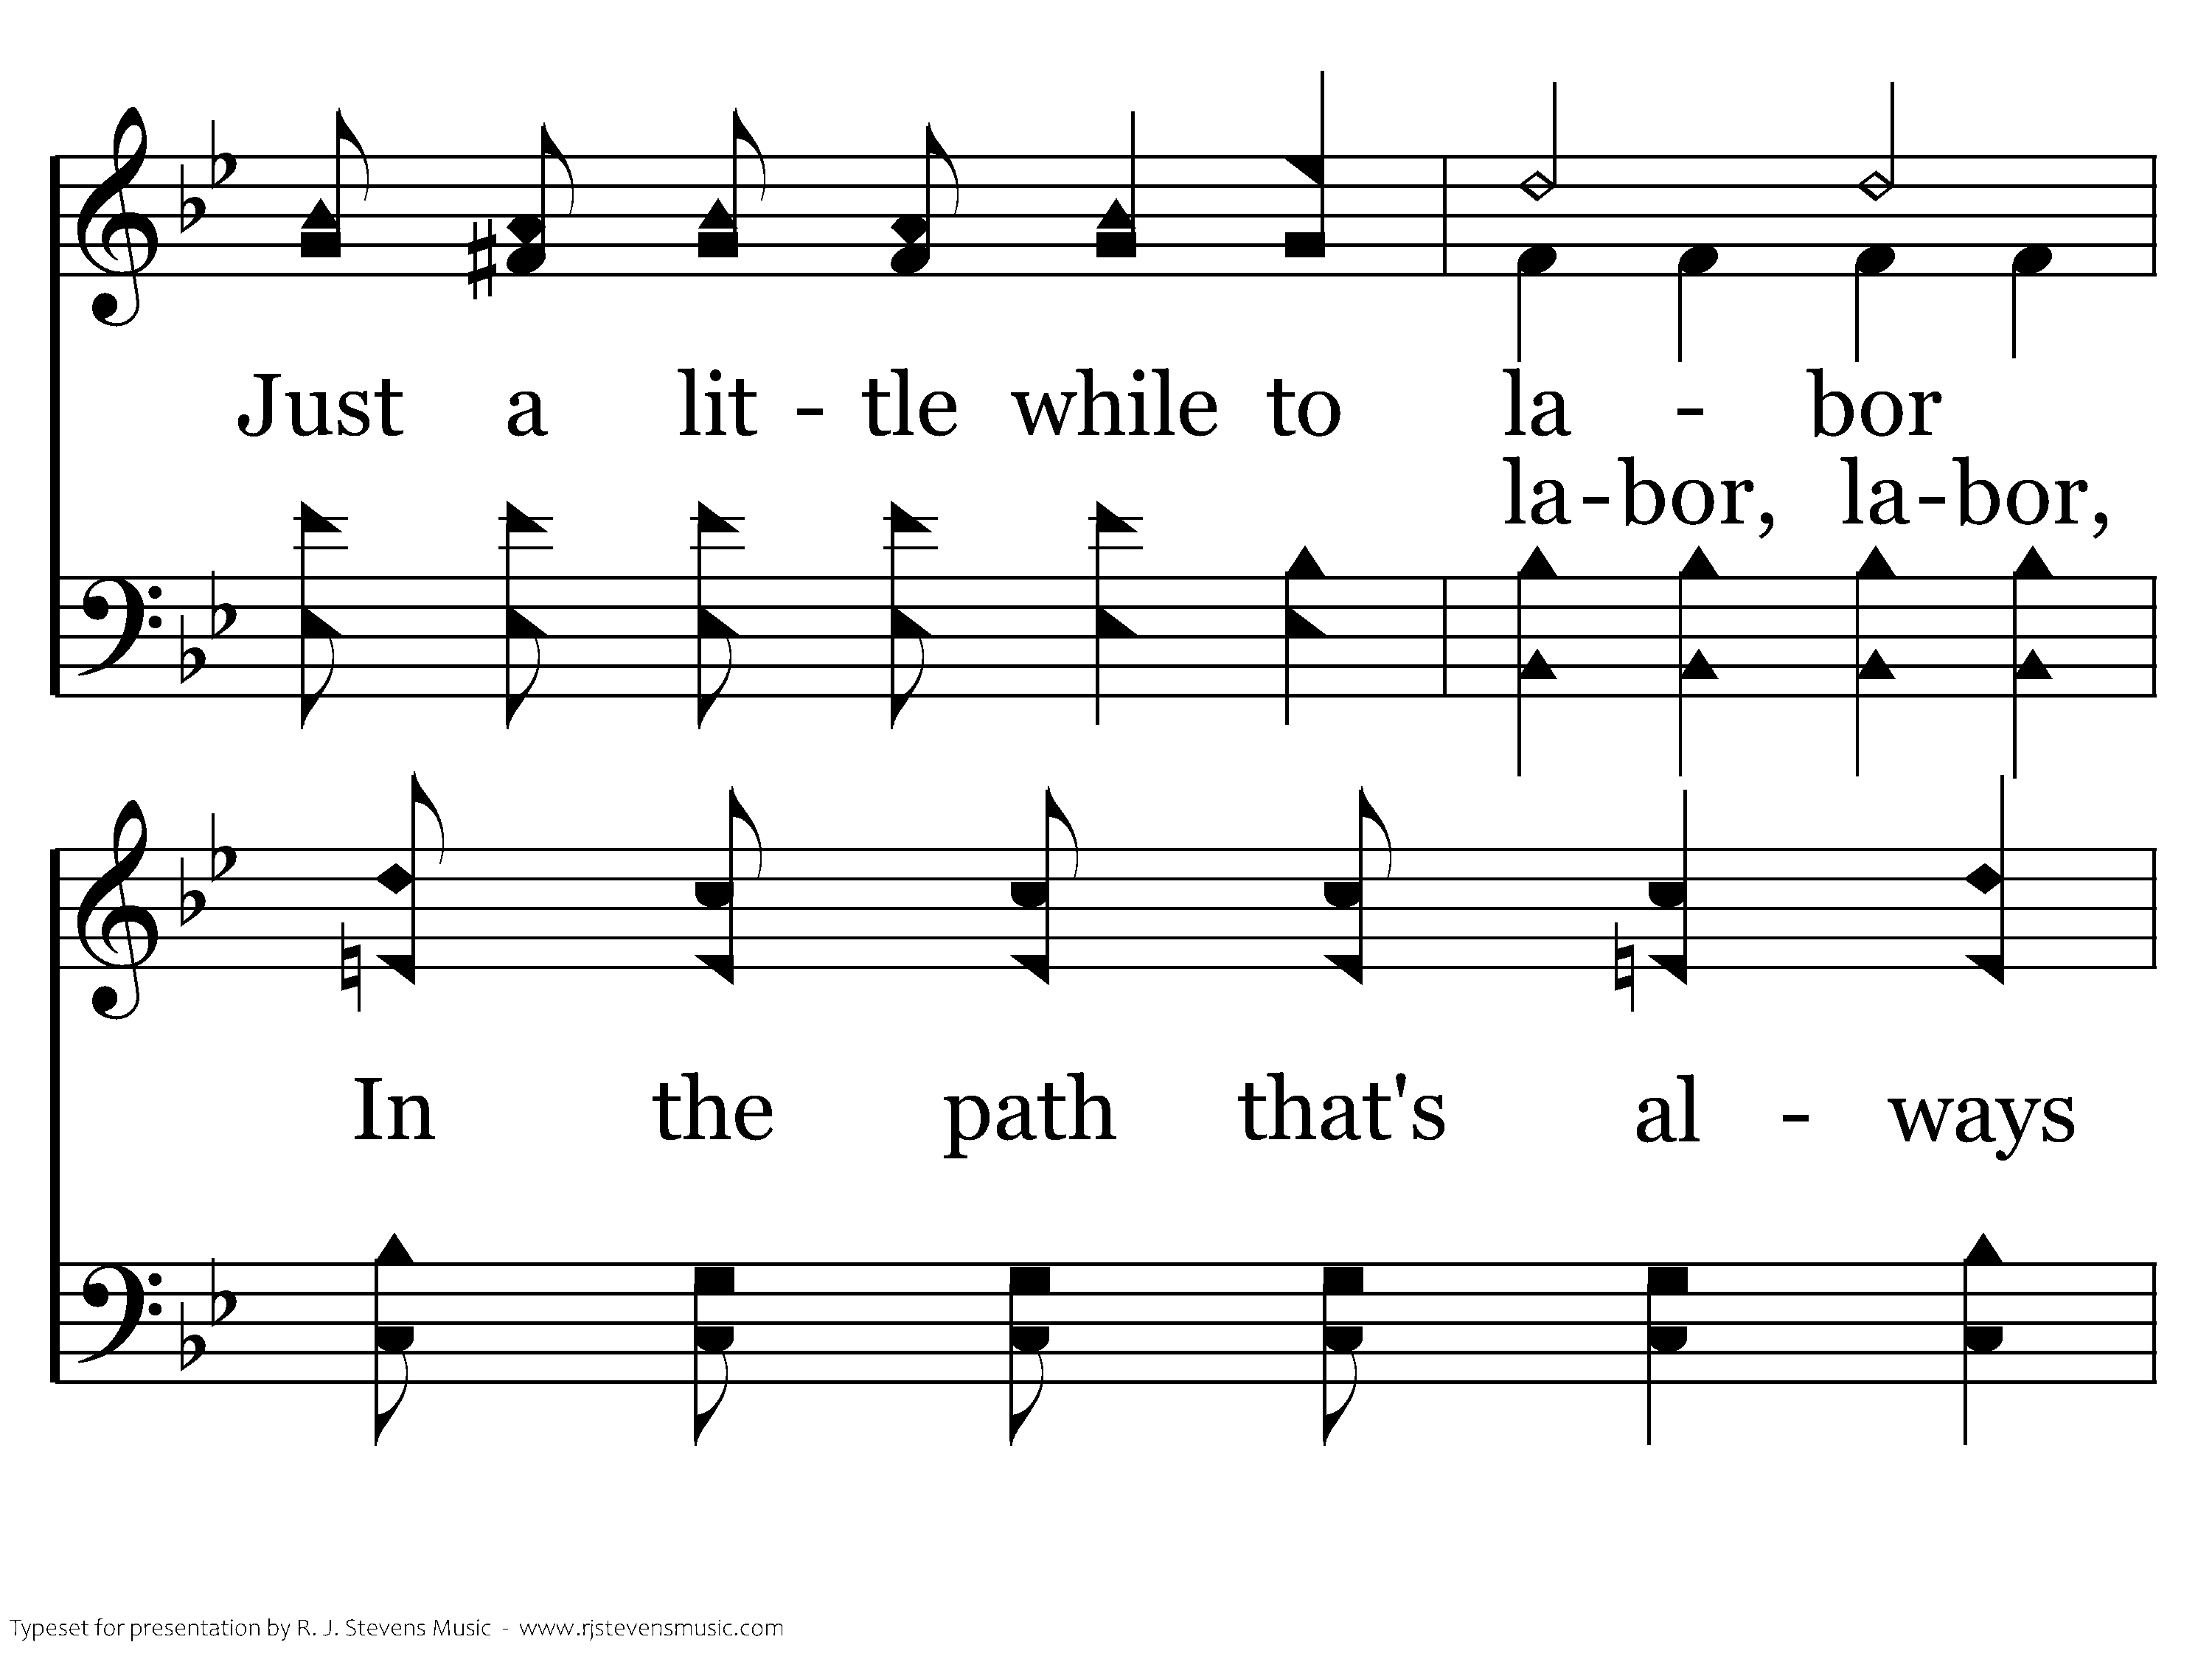 Just a lit - tle while to la - bor
la-bor, la-bor,
In the path that's al - ways
Typeset for presentation by R. J. Stevens Music - www.rjstevensmusic.com